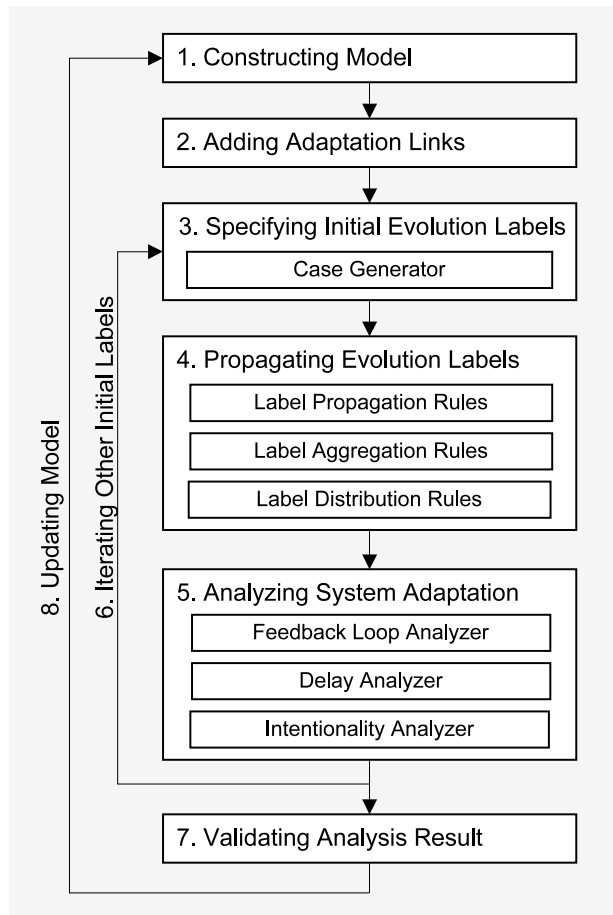 1. Constructing Model
2. Adding Adaptation Links
3. Specifying Initial Evolution Labels
Case Generator
4. Propagating Evolution Labels
Label Propagation Rules
Label Aggregation Rules
Label Distribution Rules
5. Analyzing System Adaptation
Feedback Loop Analyzer
Delay Analyzer
Intentionality Analyzer
6. Iterating Other Initial Labels
7. Validating Analysis Result
8. Updating Model